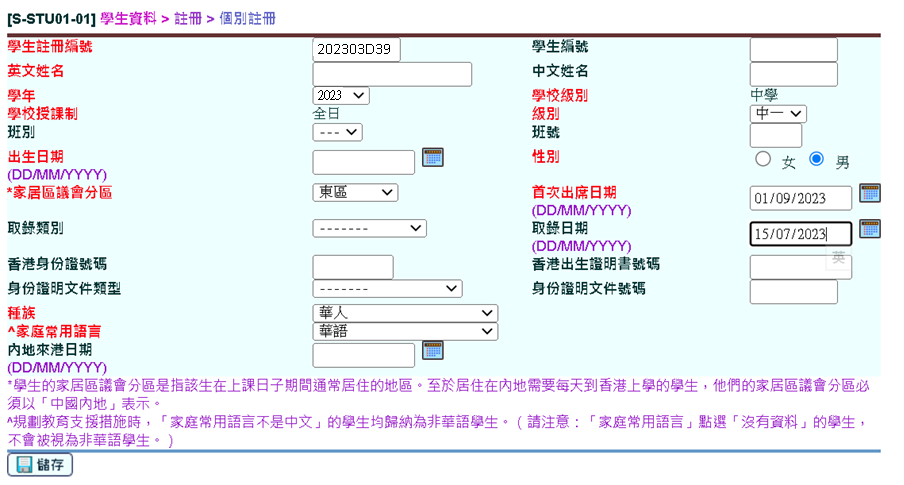 [S-STU01-01] 學生資料 > 註冊 > 個別註冊
學生註冊編號 202303D39 學生編號
英文姓名 中文姓名
學年 2023 學校級別 中學
學校授課制 全日 級別 中一
班別 --- 班號
出生日期 性別 女 男
(DD/MM/YYYY)
*家居區議會分區 東區 首次出席日期 01/09/2023
(DD/MM/YYYY)
取錄類別 ------- 取錄日期 15/07/2023
(DD/MM/YYYY)
英
香港身份證號碼 香港出生證明書號碼
身份證明文件類型 ------- 身份證明文件號碼
種族 華人
^家庭常用語言 華語
內地來港日期
(DD/MM/YYYY)
*學生的家居區議會分區是指該生在上課日子期間通常居住的地區。至於居住在內地需要每天到香港上學的學生，他們的家居區議會分區必
須以「中國內地」表示。
^規劃教育支援措施時，「家庭常用語言不是中文」的學生均歸納為非華語學生。（請注意：「家庭常用語言」點選「沒有資料」的學生，
不會被視為非華語學生。）
儲存